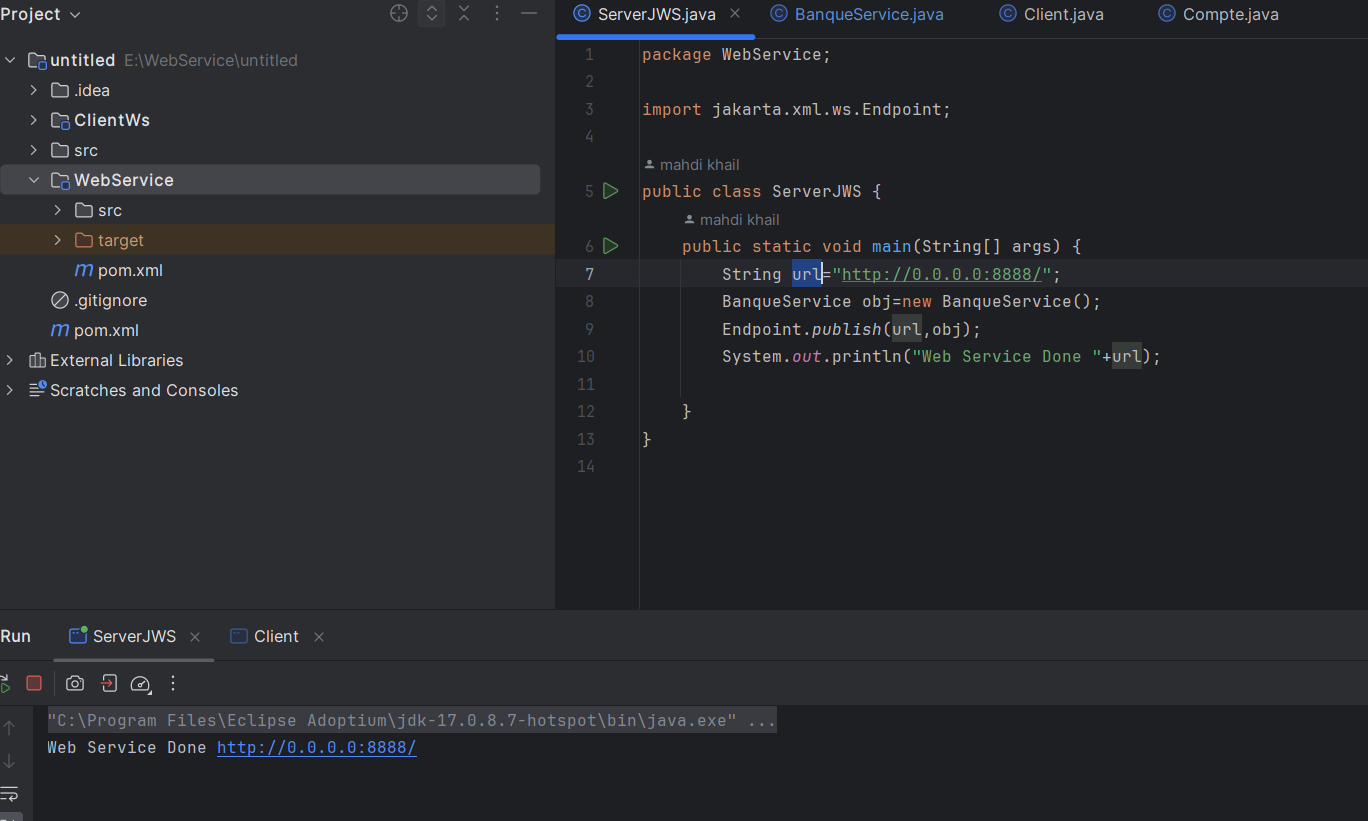 Project
untitled E:\WebService\untitled
.idea
ClientWs
src
WebService
src
target
pom.xml
.gitignore
pom.xml
External Libraries
Scratches and Consoles
ServerJWS.java BanqueService.java Client.java Compte.java
1 package WebService;
2
3 import jakarta.xml.ws.Endpoint;
4
mahdi khail
5 public class ServerJWS {
mahdi khail
6 public static void main(String[] args) {
7 String url="http://0.0.0.0:8888/";
8 BanqueService obj=new BanqueService();
9 Endpoint.publish(url,obj);
10 System.out.println("Web Service Done "+url);
11
12 }
13 }
14
Run ServerJWS Client
"C:\Program Files\Eclipse Adoptium\jdk-17.0.8.7-hotspot\bin\java.exe" ...
Web Service Done http://0.0.0.0:8888/